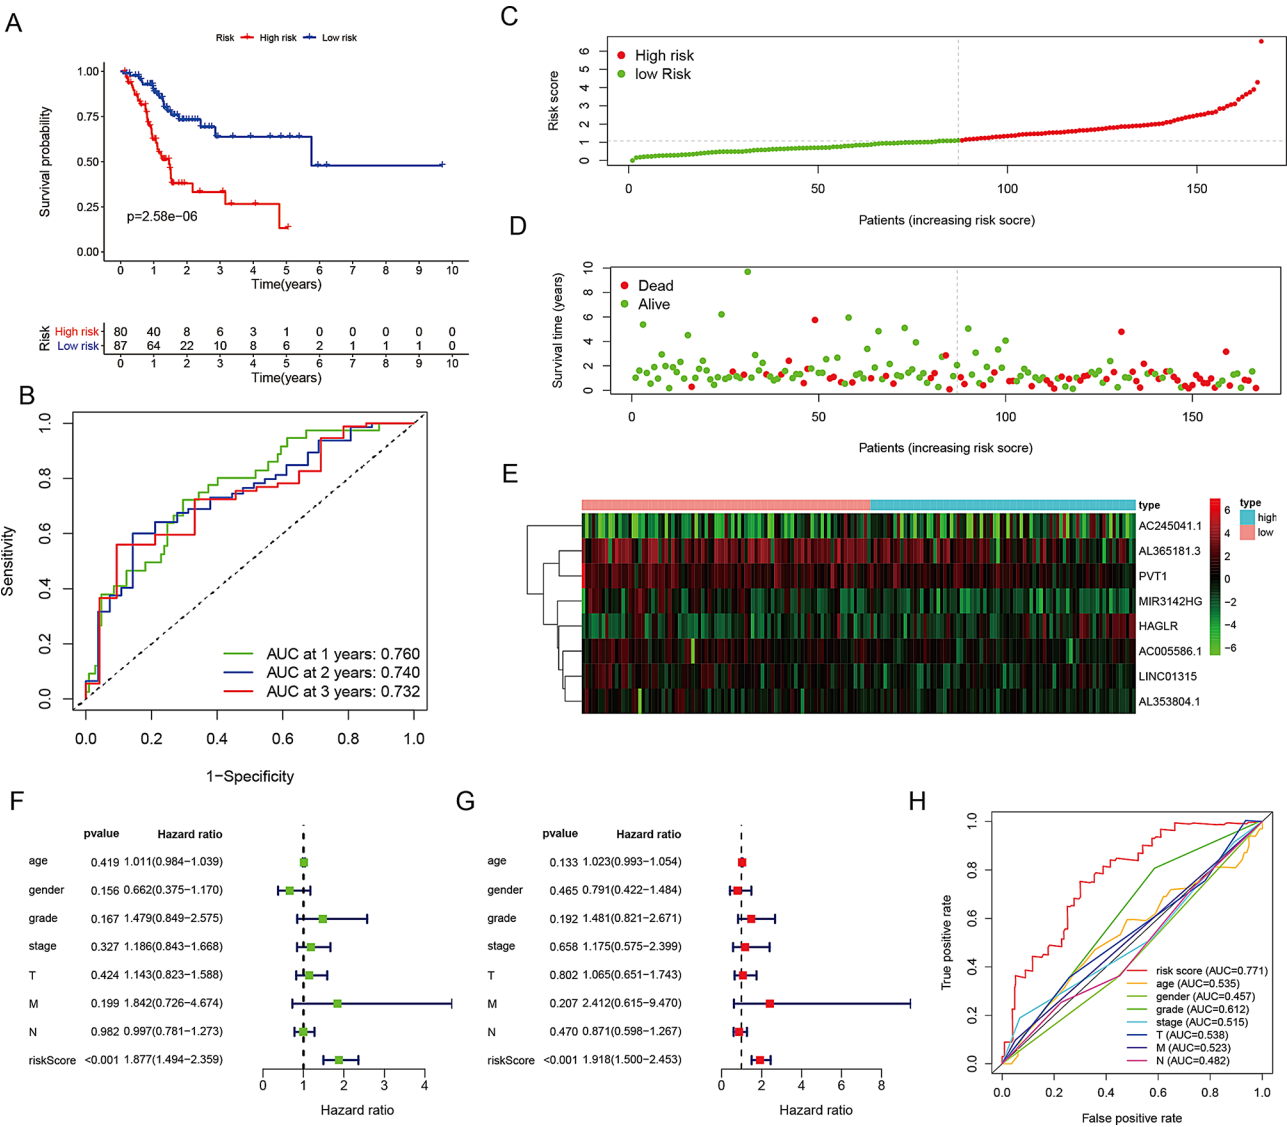 A
Risk High risk Low risk
Survival probability
1.00
0.75
0.50
0.25
0.00
p=2.58e−06
0 1 2 3 4 5 6 7 8 9 10
Time(years)
Risk
High risk 80 40 8 6 3 1 0 0 0 0 0
Low risk 87 64 22 10 8 6 2 1 1 1 0
0 1 2 3 4 5 6 7 8 9 10
Time(years)
B
Sensitivity
1.0
0.8
0.6
0.4
0.2
0.0
AUC at 1 years: 0.760
AUC at 2 years: 0.740
AUC at 3 years: 0.732
0.0 0.2 0.4 0.6 0.8 1.0
1−Specificity
C
Risk score
6
5
4
3
2
1
0
High risk
low Risk
0 50 100 150
Patients (increasing risk socre)
D
Survival time (years)
10
8
6
4
2
0
Dead
Alive
0 50 100 150
Patients (increasing risk socre)
E
type
AC245041.1
AL365181.3
PVT1
MIR3142HG
HAGLR
AC005586.1
LINC01315
AL353804.1
6
4
2
0
−2
−4
−6
type
high
low
F
pvalue Hazard ratio
age 0.419 1.011(0.984−1.039)
gender 0.156 0.662(0.375−1.170)
grade 0.167 1.479(0.849−2.575)
stage 0.327 1.186(0.843−1.668)
T 0.424 1.143(0.823−1.588)
M 0.199 1.842(0.726−4.674)
N 0.982 0.997(0.781−1.273)
riskScore <0.001 1.877(1.494−2.359)
0 1 2 3 4
Hazard ratio
G
pvalue Hazard ratio
age 0.133 1.023(0.993−1.054)
gender 0.465 0.791(0.422−1.484)
grade 0.192 1.481(0.821−2.671)
stage 0.658 1.175(0.575−2.399)
T 0.802 1.065(0.651−1.743)
M 0.207 2.412(0.615−9.470)
N 0.470 0.871(0.598−1.267)
riskScore <0.001 1.918(1.500−2.453)
0 2 4 6 8
Hazard ratio
H
True positive rate
1.0
0.8
0.6
0.4
0.2
0.0
risk score (AUC=0.771)
age (AUC=0.535)
gender (AUC=0.457)
grade (AUC=0.612)
stage (AUC=0.515)
T (AUC=0.538)
M (AUC=0.523)
N (AUC=0.482)
0.0 0.2 0.4 0.6 0.8 1.0
False positive rate